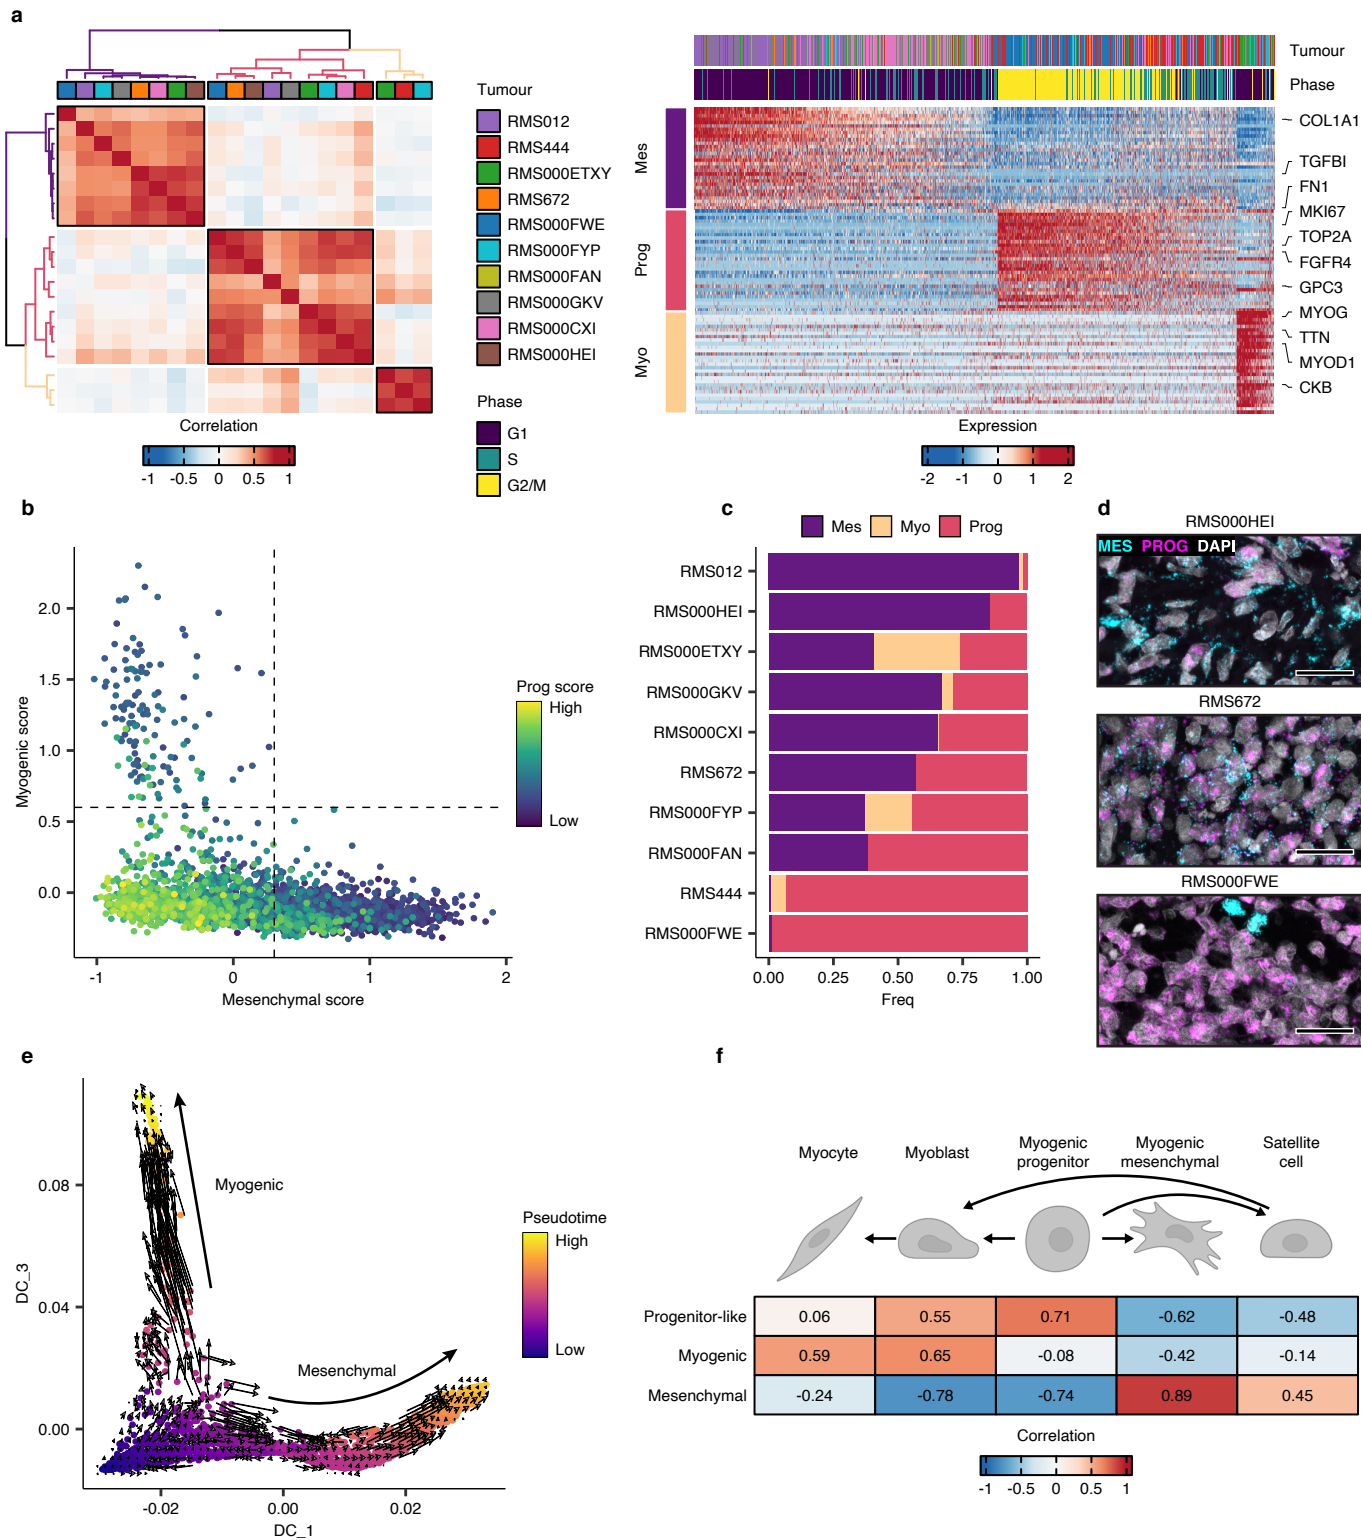 a
Tumour
RMS012
RMS444
RMS000ETXY
RMS672
RMS000FWE
RMS000FYP
RMS000FAN
RMS000GKV
RMS000CXI
RMS000HEI
Phase
G1
S
G2/M
Correlation
-1 -0.5 0 0.5 1
Tumour
Phase
Mes
Prog
Myo
COL1A1
TGFBI
FN1
MKI67
TOP2A
FGFR4
GPC3
MYOG
TTN
MYOD1
CKB
Expression
-2 -1 0 1 2
b
Myogenic score
2.0
1.5
1.0
0.5
0.0
-1 0 1 2
Mesenchymal score
Prog score
High
Low
c
Mes Myo Prog
RMS012
RMS000HEI
RMS000ETXY
RMS000GKV
RMS000CXI
RMS672
RMS000FYP
RMS000FAN
RMS444
RMS000FWE
0.00 0.25 0.50 0.75 1.00
Freq
d
RMS000HEI
MES PROG DAPI
RMS672
RMS000FWE
e
DC_3
0.08
0.04
0.00
-0.02 0.00 0.02
DC_1
Myogenic
Mesenchymal
Pseudotime
High
Low
f
Myocyte Myoblast Myogenic progenitor Myogenic mesenchymal Satellite cell
Progenitor-like 0.06 0.55 0.71 -0.62 -0.48
Myogenic 0.59 0.65 -0.08 -0.42 -0.14
Mesenchymal -0.24 -0.78 -0.74 0.89 0.45
Correlation
-1 -0.5 0 0.5 1